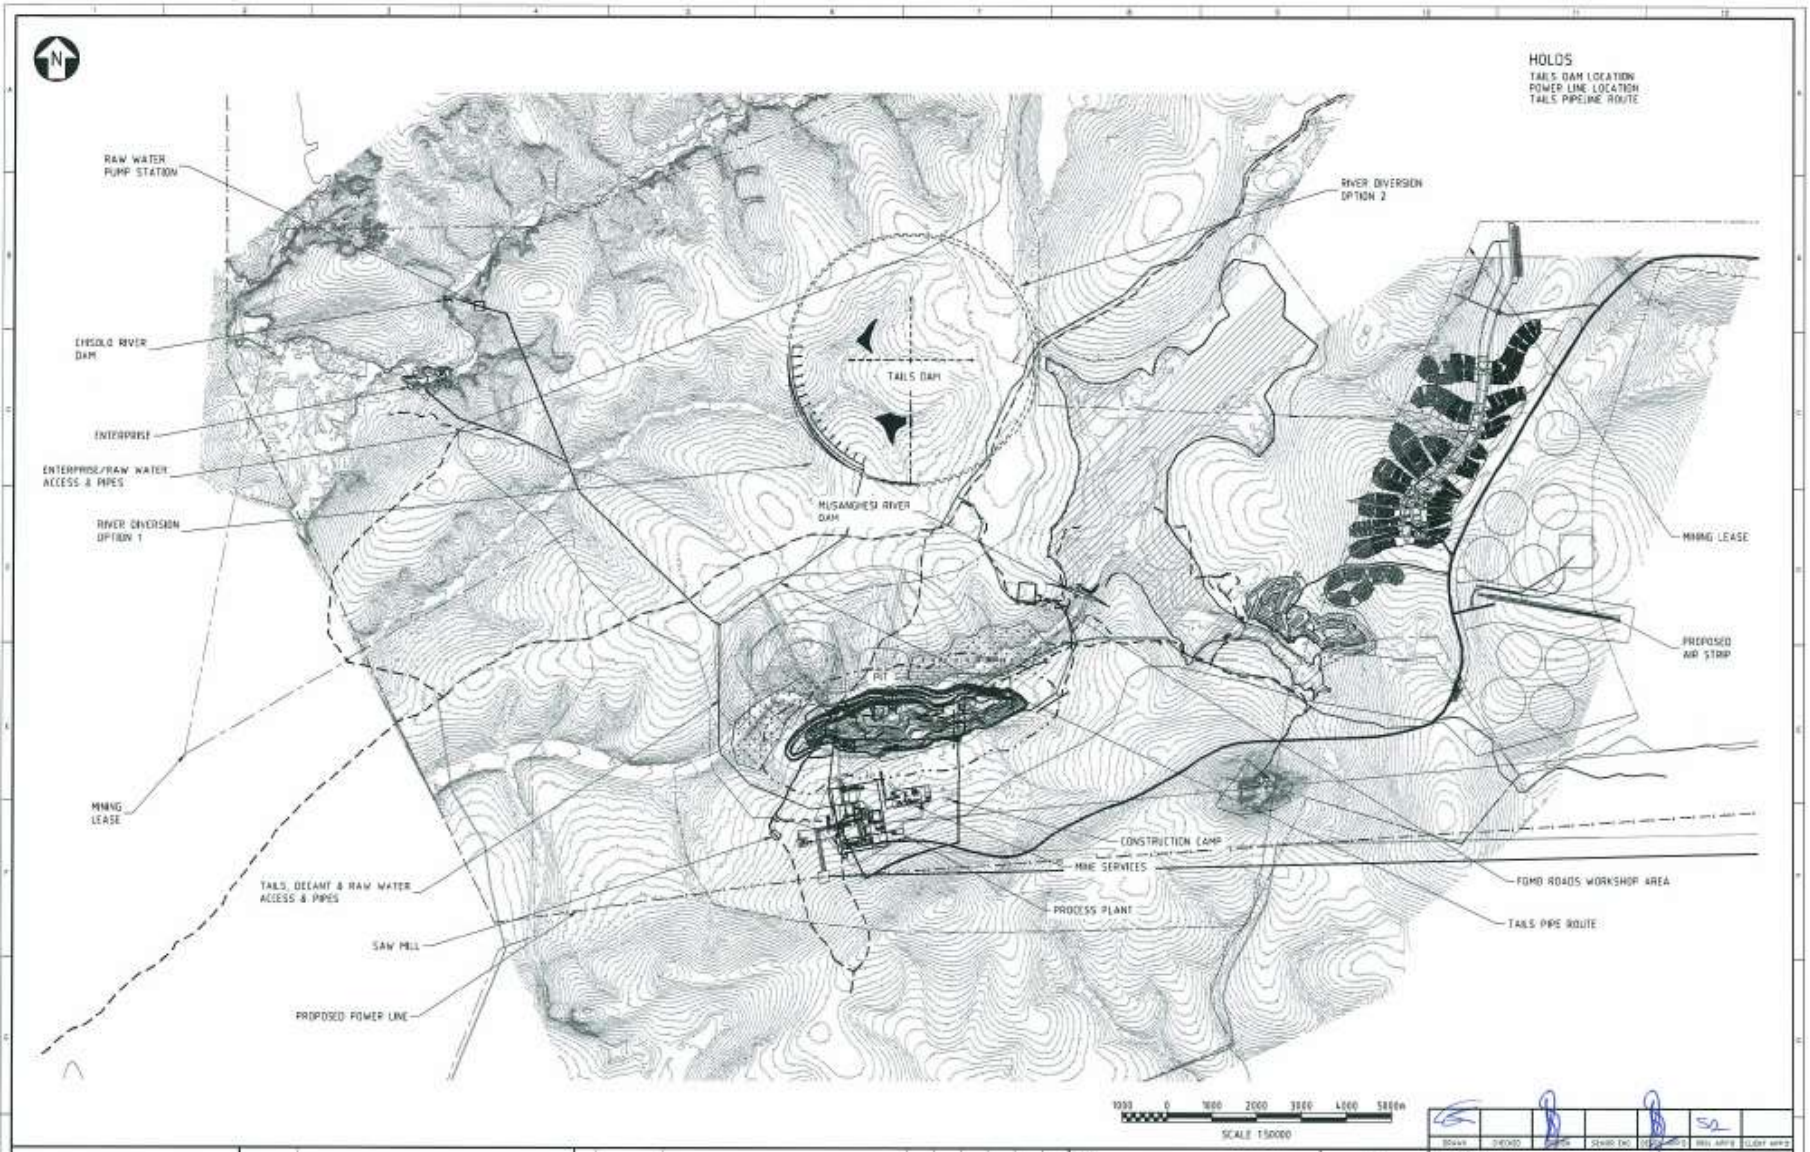 N
HOLDS
TAILS DAM LOCATION
POWER LINE LOCATION
TAILS PIPELINE ROUTE
RAW WATER
PUMP STATION
RIVER DIVERSION
OPTION 2
CHISOLO RIVER
DAM
TAILS DAM
ENTERPRISE
ENTERPRISE/RAW WATER
ACCESS & PIPES
MUSANGHESI RIVER
DAM
RIVER DIVERSION
OPTION 1
MINING LEASE
PROPOSED
AIR STRIP
PIT
MINING
LEASE
CONSTRUCTION CAMP
MINE SERVICES
TAILS, DECANT & RAW WATER
ACCESS & PIPES
FQMO ROADS WORKSHOP AREA
PROCESS PLANT
TAILS PIPE ROUTE
SAW MILL
PROPOSED POWER LINE
1000 0 1000 2000 3000 4000 5000m
SCALE 1:50000
DRAWN CHECKED